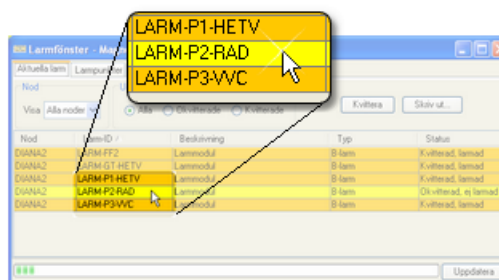 LARM-P1-HETV
LARM-P2-RAD
LARM-P3-VVC
Larmfönster - Ma
Aktuella larm Larmpunkter
Nod
Visa Alla noder Alla Okvitterade Kvitterade Kvittera Skriv ut...
Nod Larm-ID Beskrivning Typ Status
DIANA2 LARM-FF2 Larmmodul B-larm Kvitterad, larmad
DIANA2 LARM-GT-HETV Larmmodul B-larm Kvitterad, larmad
DIANA2 LARM-P1-HETV Larmmodul B-larm Kvitterad, larmad
DIANA2 LARM-P2-RAD Larmmodul B-larm Okvitterad, ej larmad
DIANA2 LARM-P3-VVC Larmmodul B-larm Kvitterad, larmad
Uppdatera